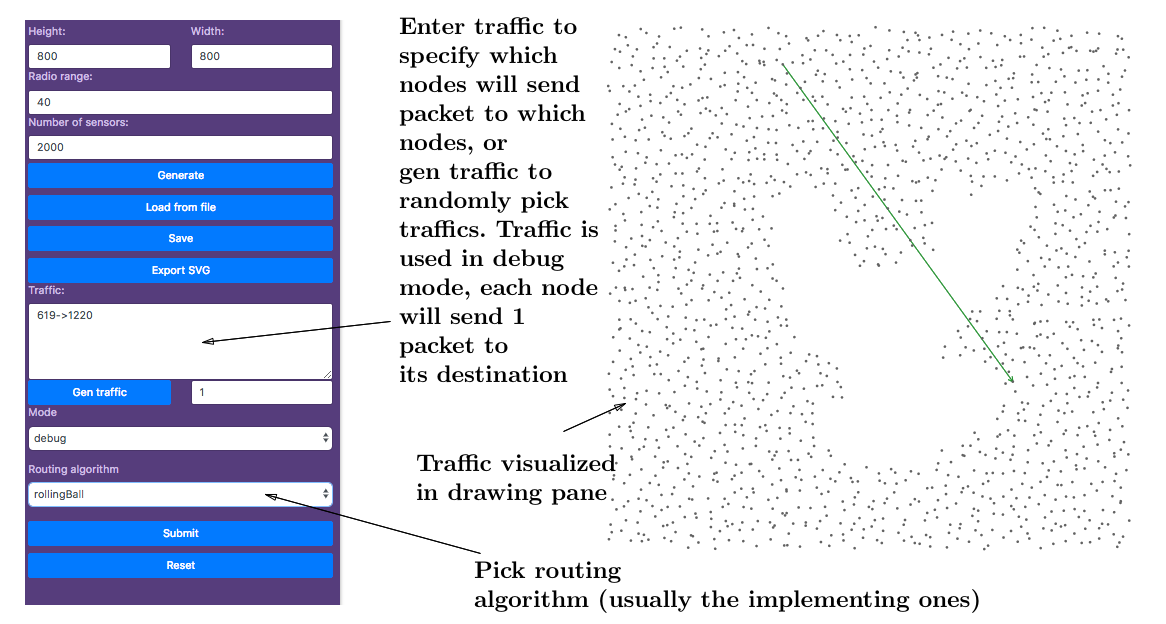 Height:
Width:
800
800
Radio range:
40
Number of sensors:
2000
Generate
Load from file
Save
Export SVG
Traffic:
619->1220
Gen traffic
1
Mode
debug
Routing algorithm
rollingBall
Submit
Reset
Enter traffic to
specify which
nodes will send
packet to which
nodes, or
gen traffic to
randomly pick
traffics. Traffic is
used in debug
mode, each node
will send 1
packet to
its destination
Traffic visualized
in drawing pane
Pick routing
algorithm (usually the implementing ones)